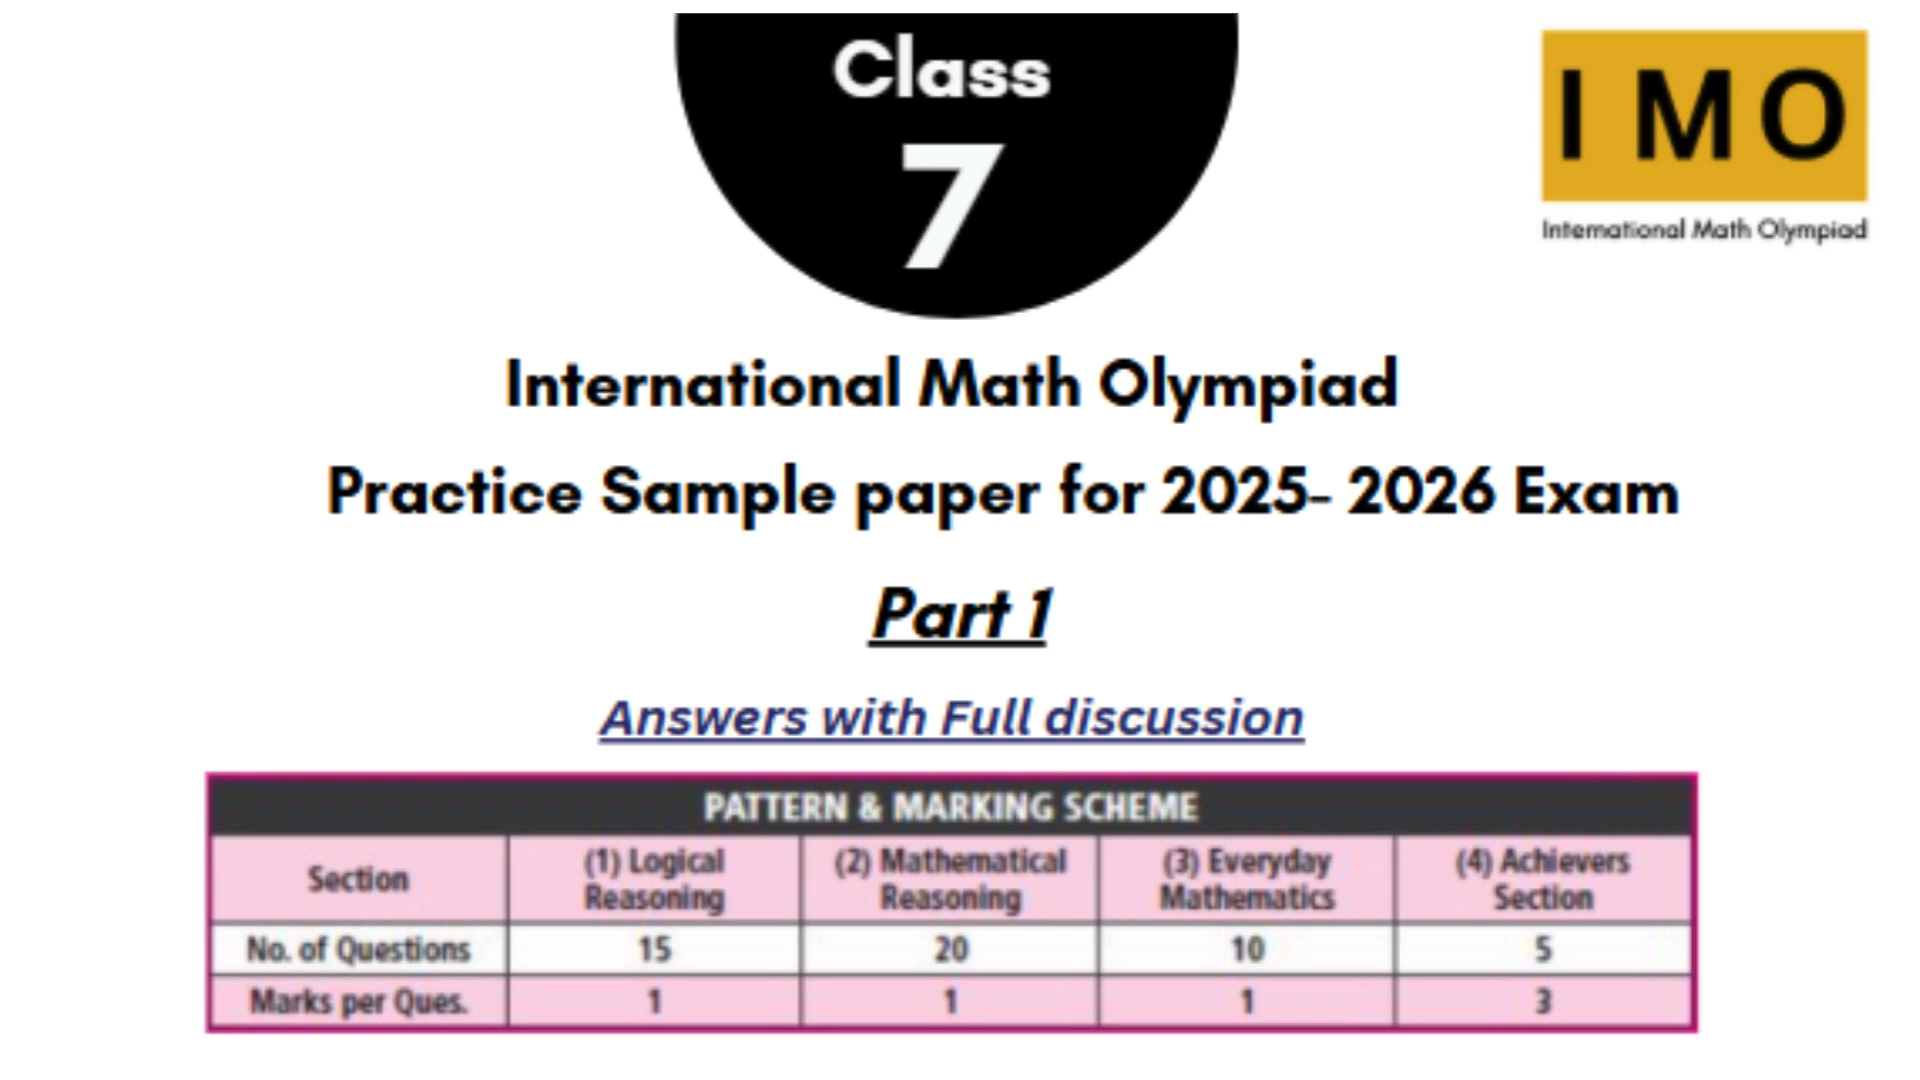 Class
7
I M O
International Math Olympiad
International Math Olympiad
Practice Sample paper for 2025- 2026 Exam
Part 1
Answers with Full discussion
PATTERN & MARKING SCHEME
Section (1) Logical Reasoning (2) Mathematical Reasoning (3) Everyday Mathematics (4) Achievers Section
No. of Questions 15 20 10 5
Marks per Ques. 1 1 1 3